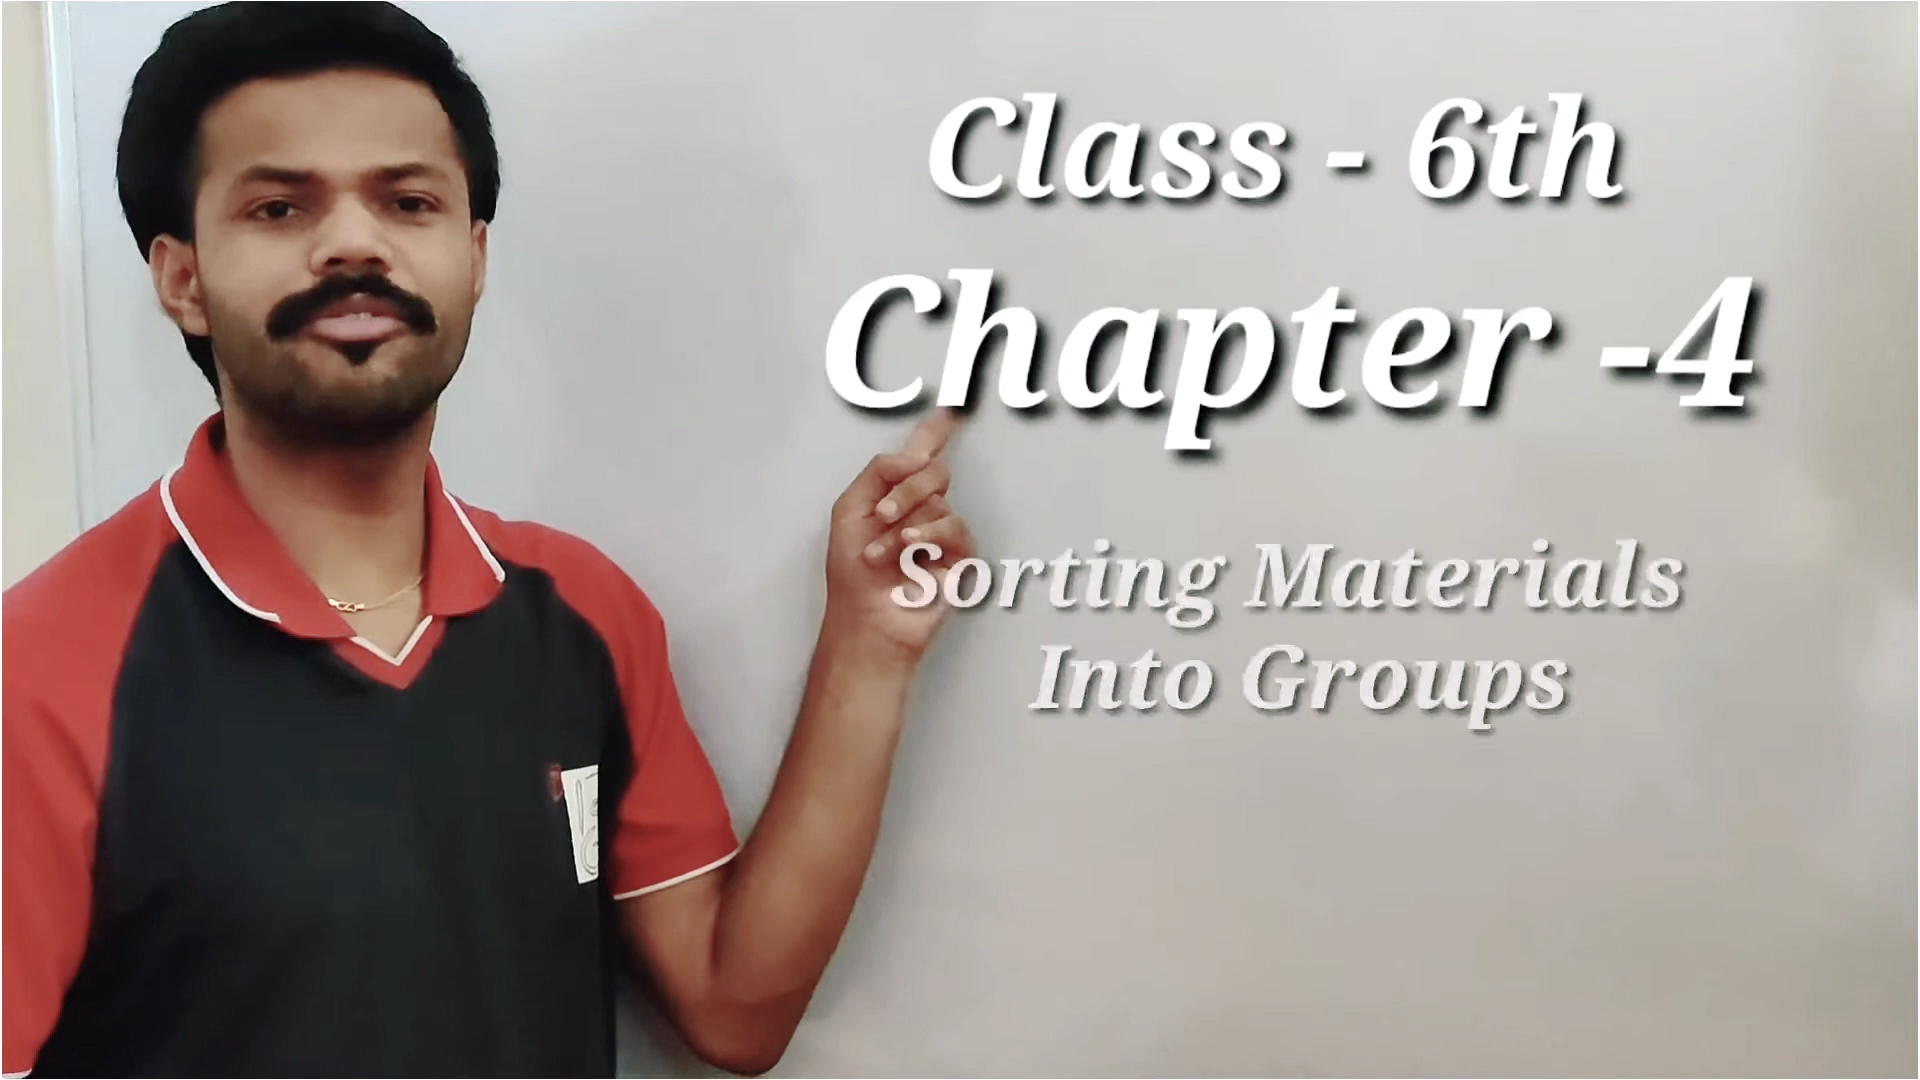 Class - 6th
Chapter -4
Sorting Materials
Into Groups